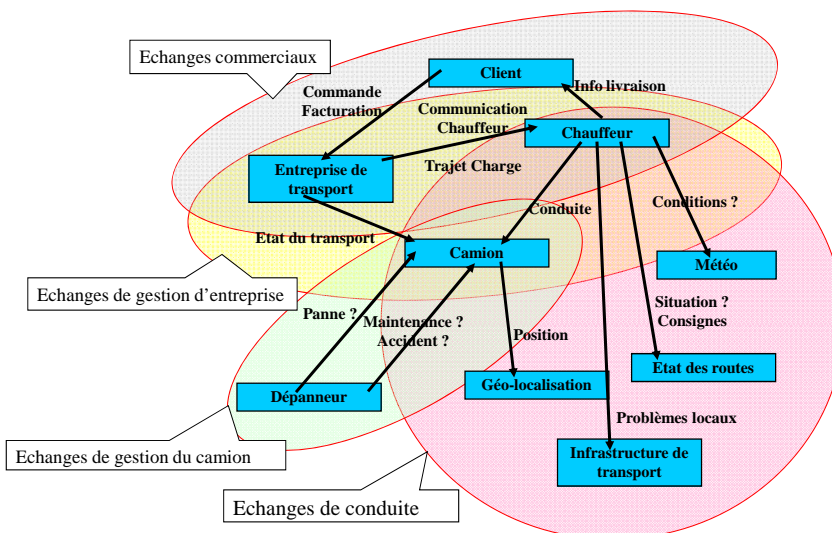 Echanges commerciaux
Client
Info livraison
Commande
Facturation
Communication
Chauffeur
Chauffeur
Entreprise de
transport
Trajet Charge
Conduite
Conditions ?
Etat du transport
Camion
Météo
Echanges de gestion d’entreprise
Panne ?
Maintenance ?
Accident ?
Position
Situation ?
Consignes
Etat des routes
Dépanneur
Géo-localisation
Problèmes locaux
Echanges de gestion du camion
Infrastructure de
transport
Echanges de conduite